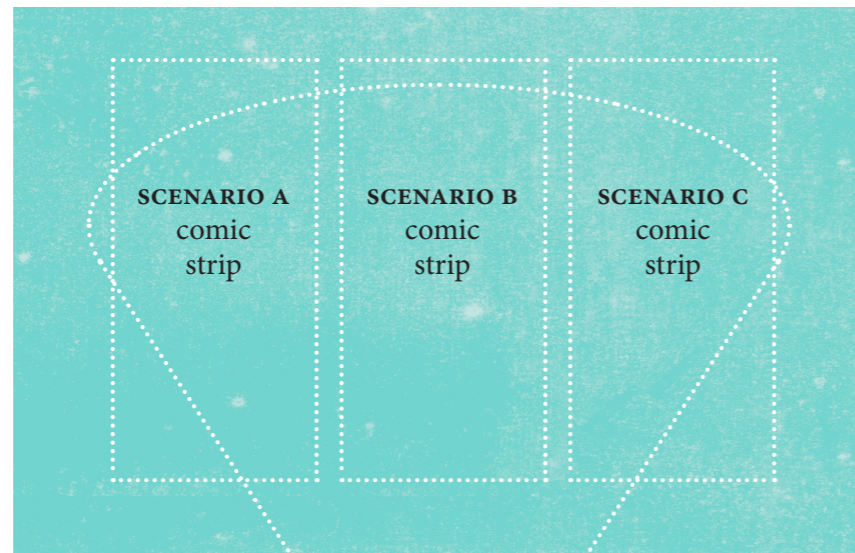 SCENARIO A
comic
strip
SCENARIO B
comic
strip
SCENARIO C
comic
strip